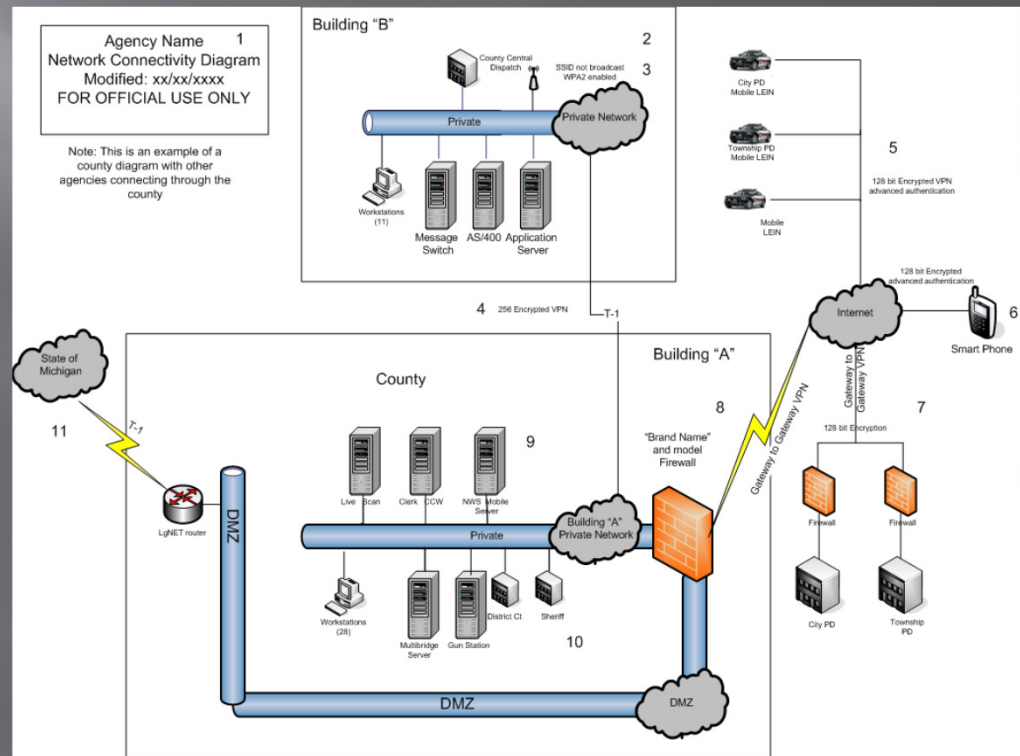 Agency Name 1
Network Connectivity Diagram
Modified: xx/xx/xxxx
FOR OFFICIAL USE ONLY
Note: This is an example of a
county diagram with other
agencies connecting through the
county
Building “B”
2
County Central
Dispatch
SSID not broadcast
WPA2 enabled
3
Private
Private Network
Workstations
(11)
Message
Switch
AS/400
Application
Server
City PD
Mobile LEIN
Township PD
Mobile LEIN
Mobile
LEIN
5
128 bit Encrypted VPN
advanced authentication
4 256 Encrypted VPN
T-1
128 bit Encrypted
advanced authentication
Internet
6
Smart Phone
State of
Michigan
11
T-1
LgNET router
Building “A”
County
8
"Brand Name"
and model
Firewall
Gateway to Gateway VPN
Gateway to
Gateway VPN
7
128 bit Encryption
Firewall
Firewall
City PD
Township
PD
9
Live Scan
Clerk CCW
NWS Mobile
Server
Private
Building “A”
Private Network
Workstations
(28)
Multibridge
Server
Gun Station
District Ct
Sheriff
10
DMZ
DMZ
DMZ